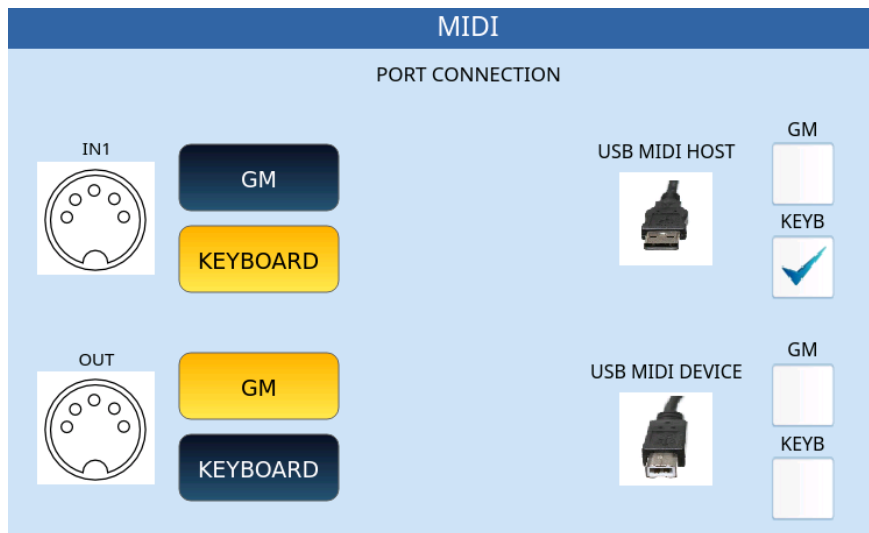 MIDI
PORT CONNECTION
IN1
GM
KEYBOARD
USB MIDI HOST
GM
KEYB
OUT
GM
KEYBOARD
USB MIDI DEVICE
GM
KEYB